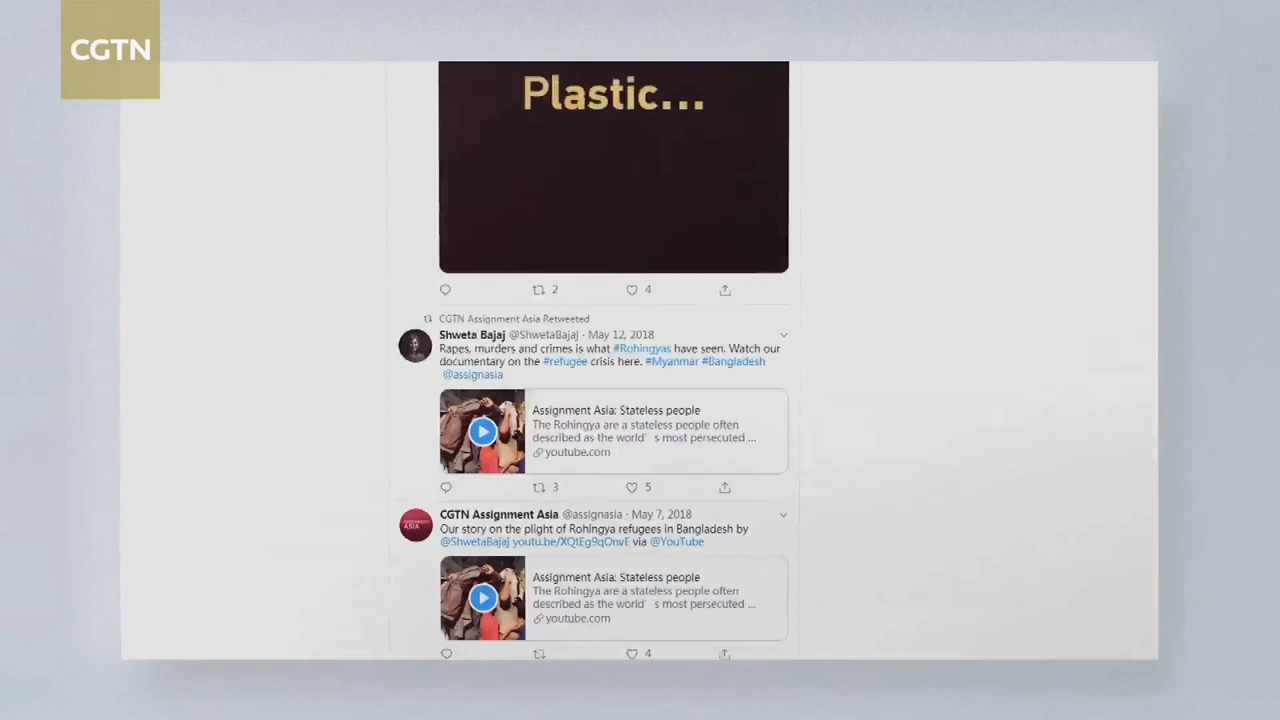 CGTN
Plastic...
2
4
CGTN Assignment Asia Retweeted
Shweta Bajaj @ShwetaBajaj · May 12, 2018
Rapes, murders and crimes is what #Rohingyas have seen. Watch our
documentary on the #refugee crisis here. #Myanmar #Bangladesh
@assignasia
Assignment Asia: Stateless people
The Rohingya are a stateless people often
described as the world's most persecuted ...
youtube.com
3
5
CGTN Assignment Asia @assignasia · May 7, 2018
Our story on the plight of Rohingya refugees in Bangladesh by
@ShwetaBajaj youtu.be/XQtEg9qOnvE via @YouTube
ASSIGNMENT
ASIA
Assignment Asia: Stateless people
The Rohingya are a stateless people often
described as the world's most persecuted ...
youtube.com
4